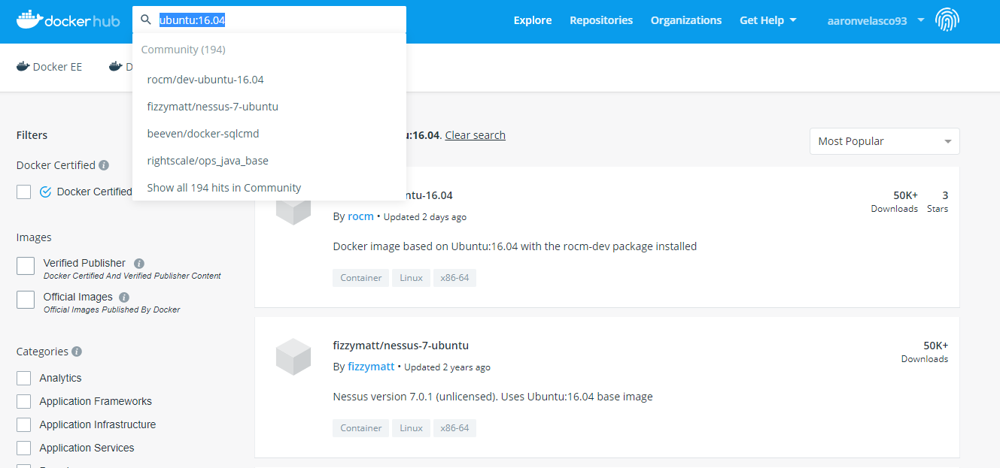 dockerhub
ubuntu:16.04
Explore
Repositories
Organizations
Get Help
aaronvelasco93
Community (194)
rocm/dev-ubuntu-16.04
fizzymatt/nessus-7-ubuntu
beeven/docker-sqlcmd
rightscale/ops_java_base
Show all 194 hits in Community
Docker EE
D
Filters
Docker Certified
Docker Certified
Images
Verified Publisher
Docker Certified And Verified Publisher Content
Official Images
Official Images Published By Docker
Categories
Analytics
Application Frameworks
Application Infrastructure
Application Services
u:16.04. Clear search
Most Popular
ntu-16.04
By rocm • Updated 2 days ago
Docker image based on Ubuntu:16.04 with the rocm-dev package installed
Container Linux x86-64
50K+ 3
Downloads Stars
fizzymatt/nessus-7-ubuntu
By fizzymatt • Updated 2 years ago
Nessus version 7.0.1 (unlicensed). Uses Ubuntu:16.04 base image
Container Linux x86-64
50K+
Downloads